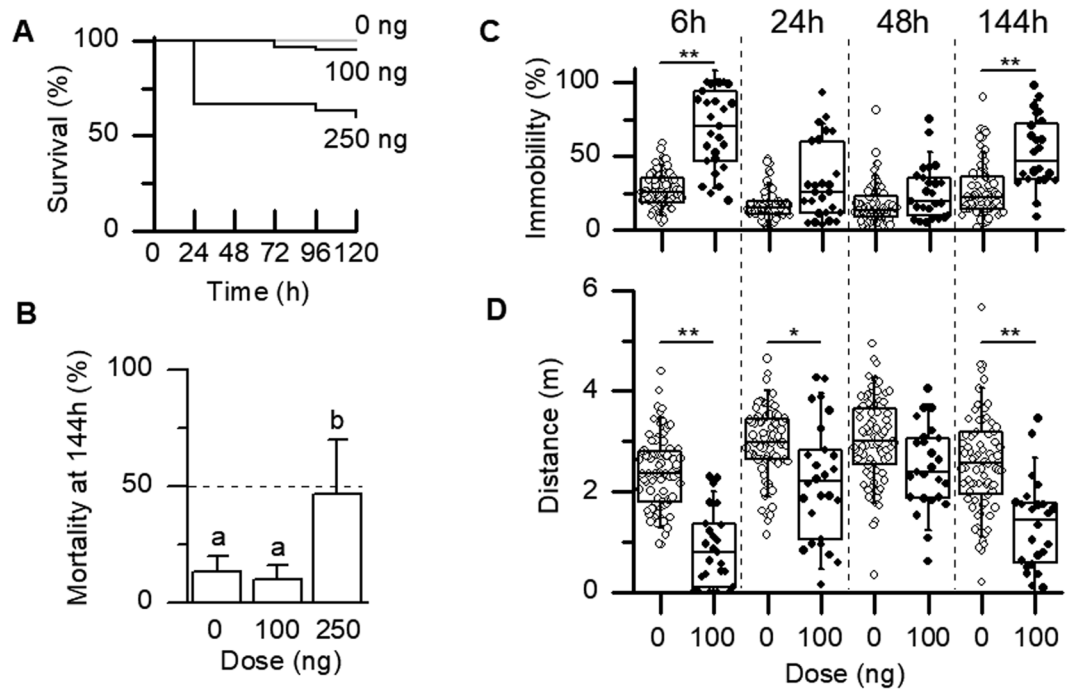 A
Survival (%)
100
50
0
0 ng
100 ng
250 ng
0 24 48 72 96 120
Time (h)
B
Mortality at 144h (%)
100
50
0
a a b
0 100 250
Dose (ng)
C
6h 24h 48h 144h
Immobililty (%)
100
50
0
** **
D
Distance (m)
6
4
2
0
** * **
0 100 0 100 0 100 0 100
Dose (ng)